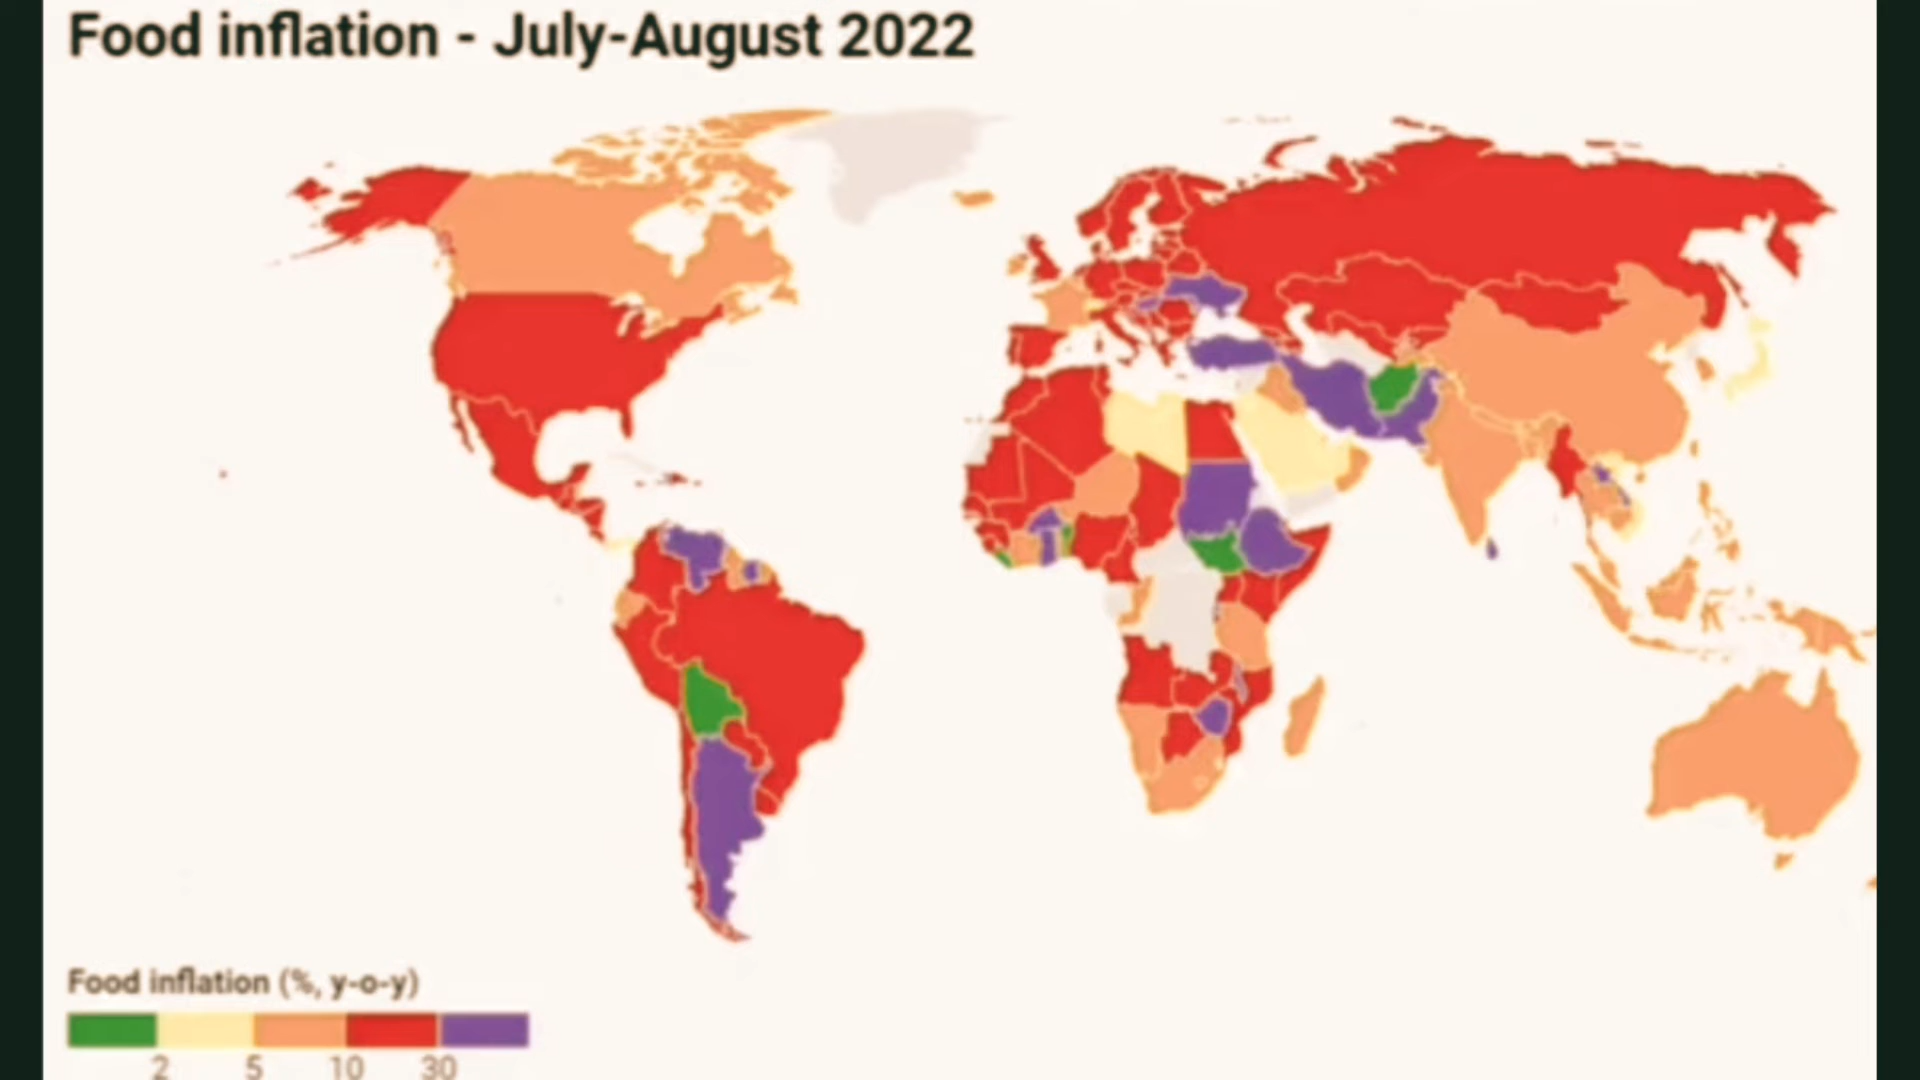 Food inflation - July-August 2022
Food inflation (%, y-o-y)
2 5 10 30